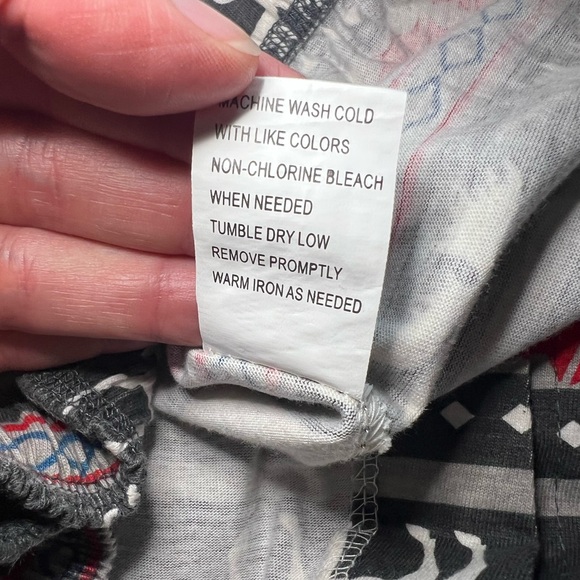 MACHINE WASH COLD
WITH LIKE COLORS
NON-CHLORINE BLEACH
WHEN NEEDED
TUMBLE DRY LOW
REMOVE PROMPTLY
WARM IRON AS NEEDED